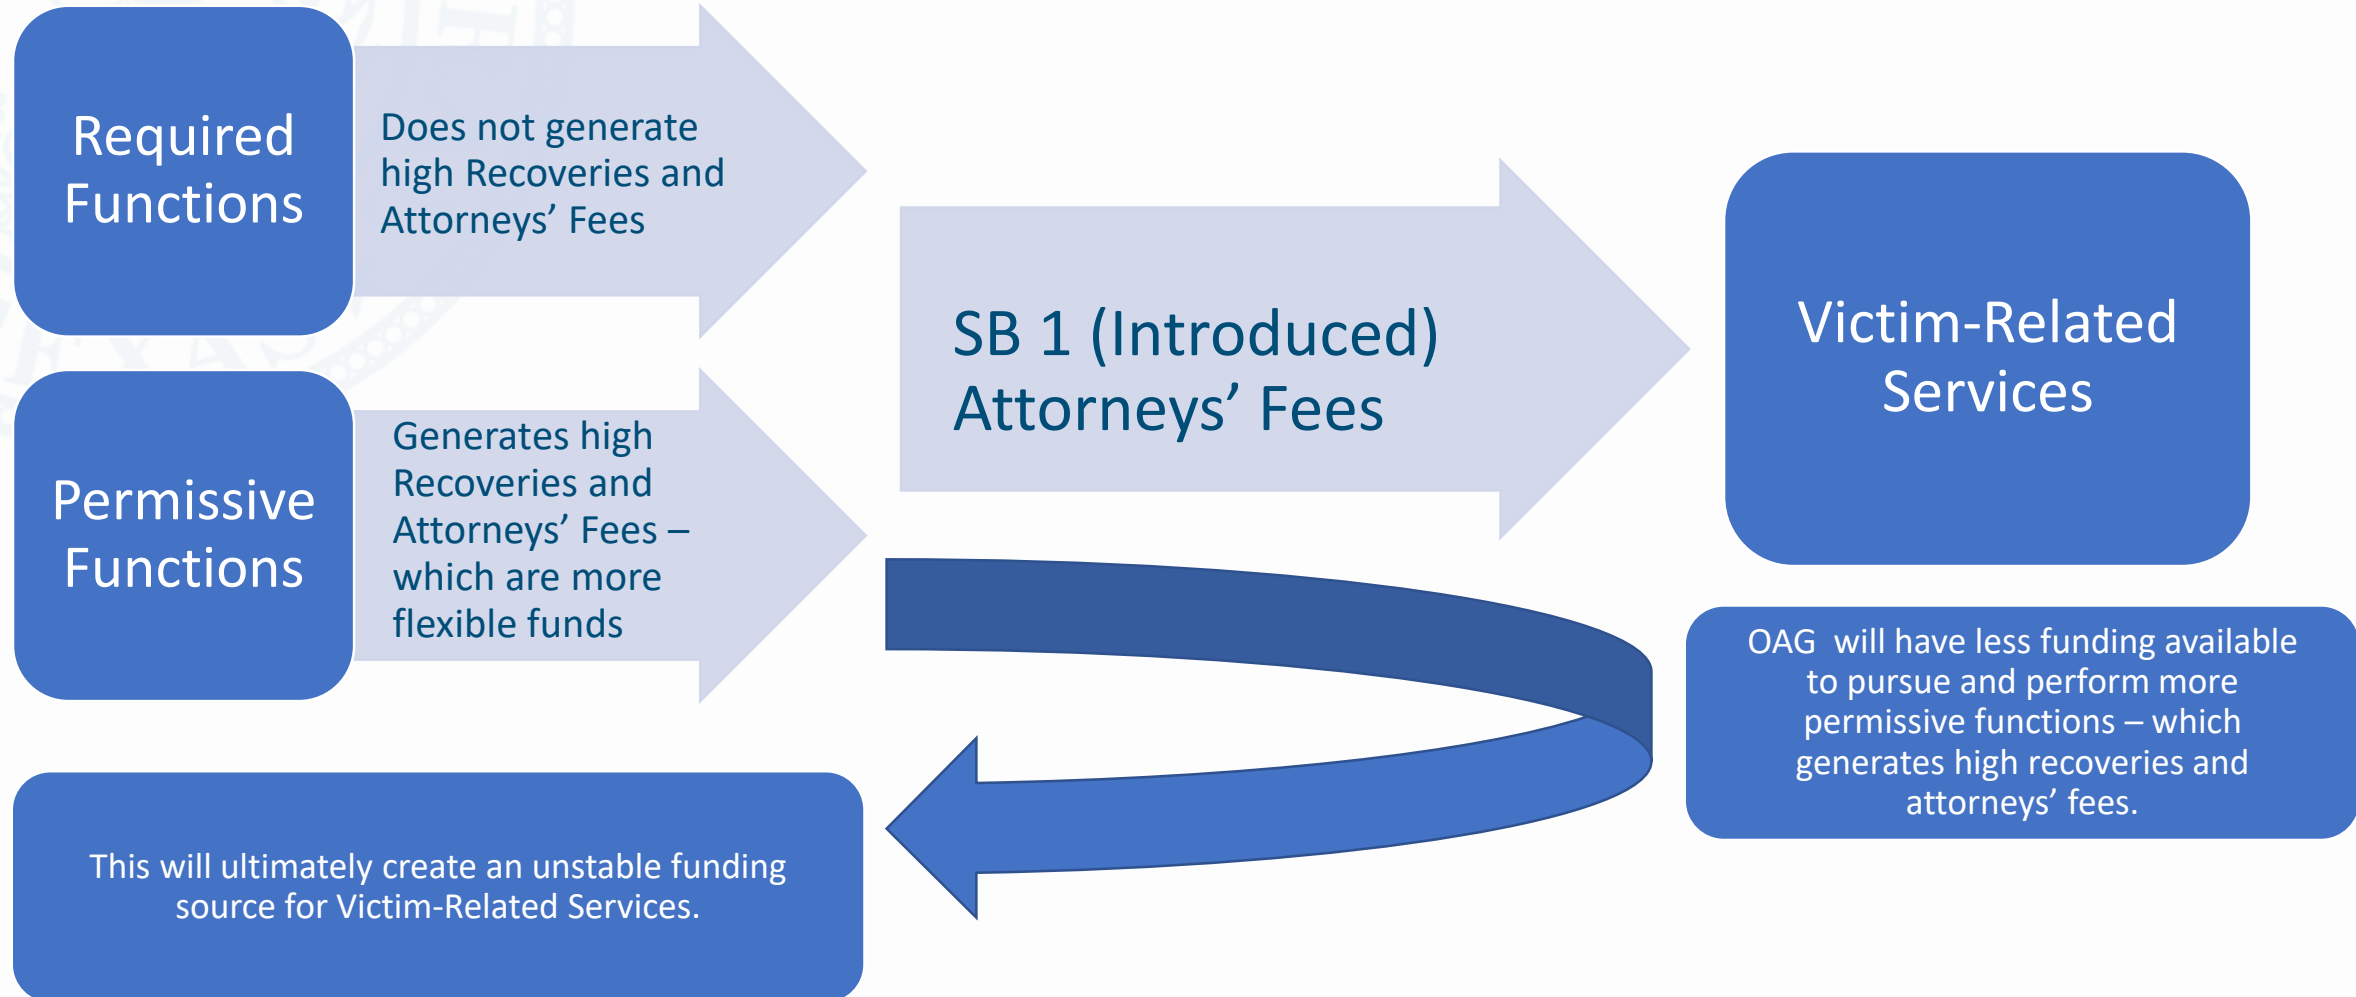 Required
Functions
Does not generate
high Recoveries and
Attorneys’ Fees
Permissive
Functions
Generates high
Recoveries and
Attorneys’ Fees –
which are more
flexible funds
SB 1 (Introduced)
Attorneys’ Fees
Victim-Related
Services
OAG  will have less funding available
to pursue and perform more
permissive functions – which
generates high recoveries and
attorneys’ fees.
This will ultimately create an unstable funding
source for Victim-Related Services.